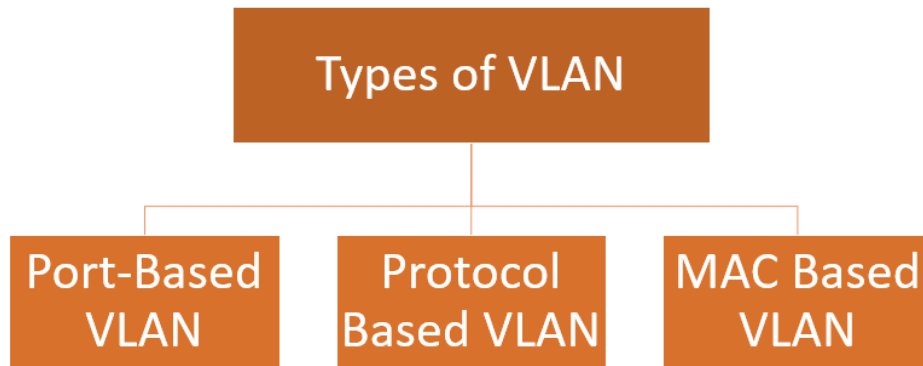 Types of VLAN
Port-Based
VLAN
Protocol
Based VLAN
MAC Based
VLAN